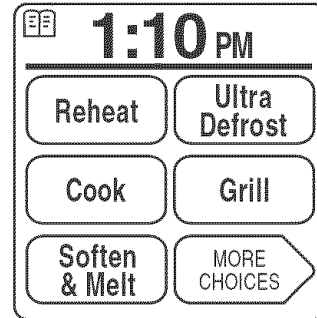 1:10 PM
Reheat
Ultra
Defrost
Cook
Grill
Soften
& Melt
MORE
CHOICES